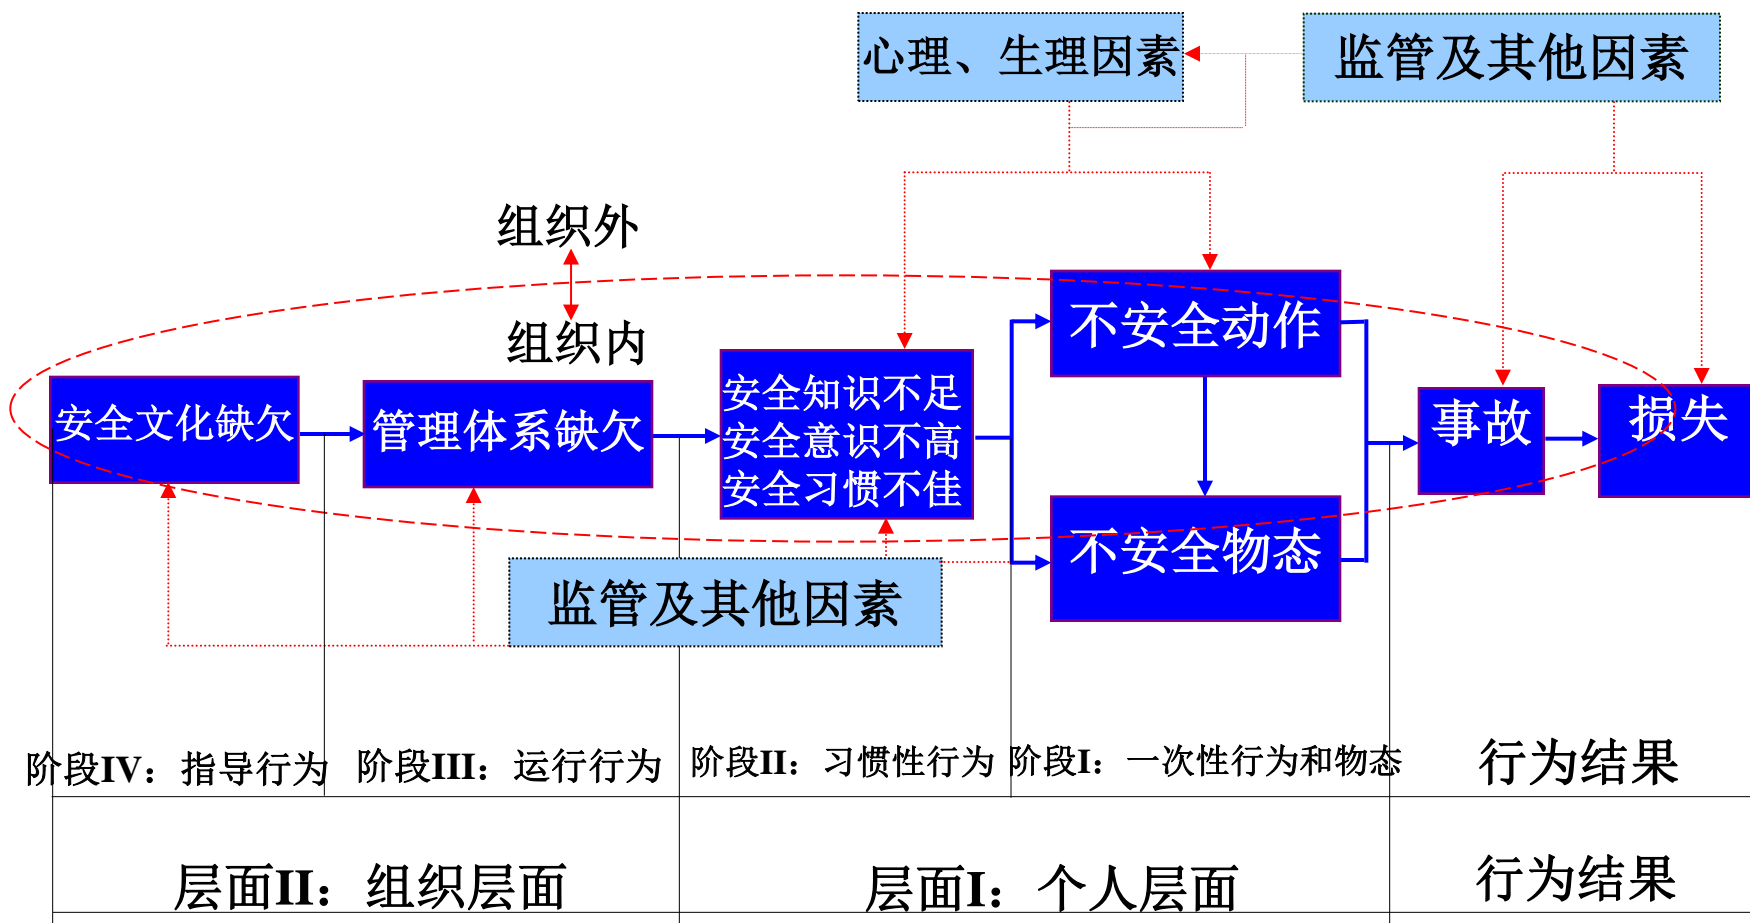 心理、生理因素
监管及其他因素
组织外
组织内
不安全动作
安全文化缺欠
管理体系缺欠
安全知识不足
安全意识不高
安全习惯不佳
事故
损失
不安全物态
监管及其他因素
阶段IV：指导行为
阶段III：运行行为
阶段II：习惯性行为
阶段I：一次性行为和物态
行为结果
层面II：组织层面
层面I：个人层面
行为结果